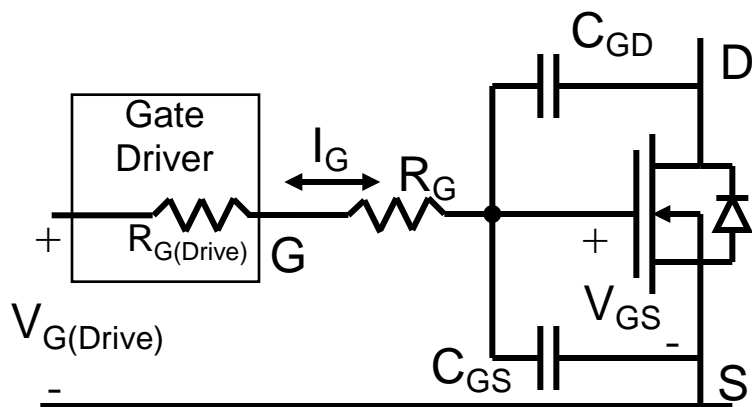 C_GD
D
Gate
Driver
I_G
R_G
+
R_G(Drive)
G
+
V_GS
V_G(Drive)
-
C_GS
-
S